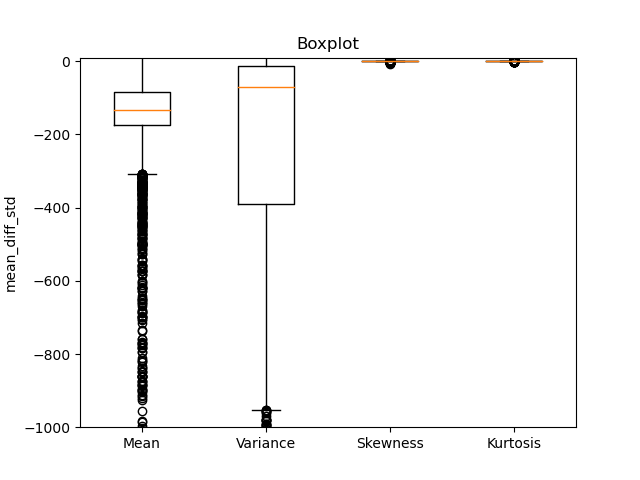 Boxplot
mean_diff_std
0
−200
−400
−600
−800
−1000
Mean
Variance
Skewness
Kurtosis